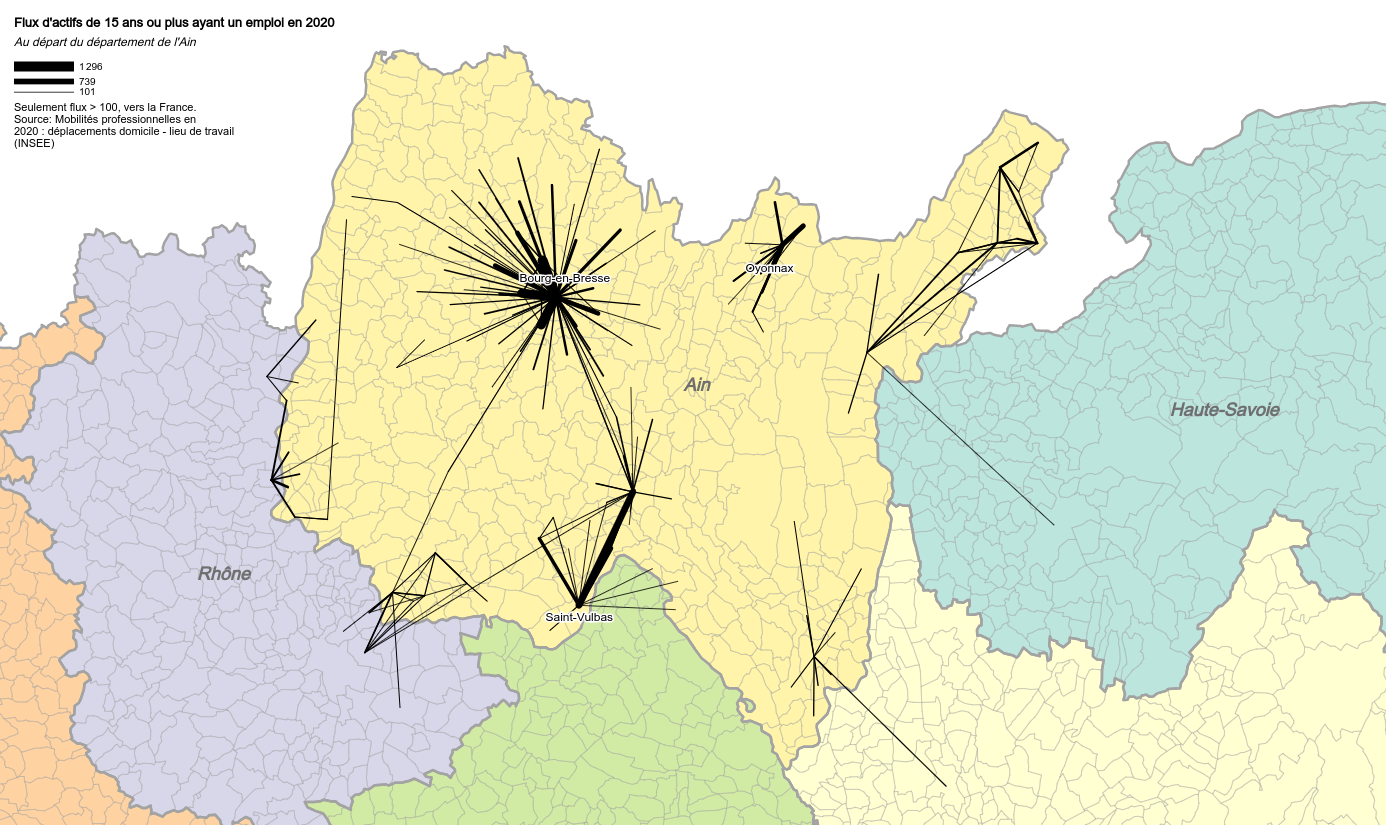 Flux d'actifs de 15 ans ou plus ayant un emploi en 2020
Au départ du département de l'Ain
1 296
739
101
Seulement flux > 100, vers la France.
Source: Mobilités professionnelles en
2020 : déplacements domicile - lieu de travail
(INSEE)
Oyonnax
Bourg-en-Bresse
Ain
Haute-Savoie
Rhône
Saint-Vulbas